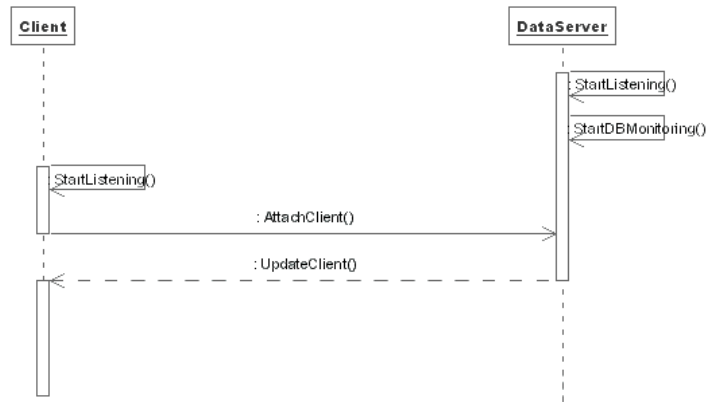 Client
DataServer
: StartListening()
: StartDBMonitoring()
: StartListening()
: AttachClient()
: UpdateClient()